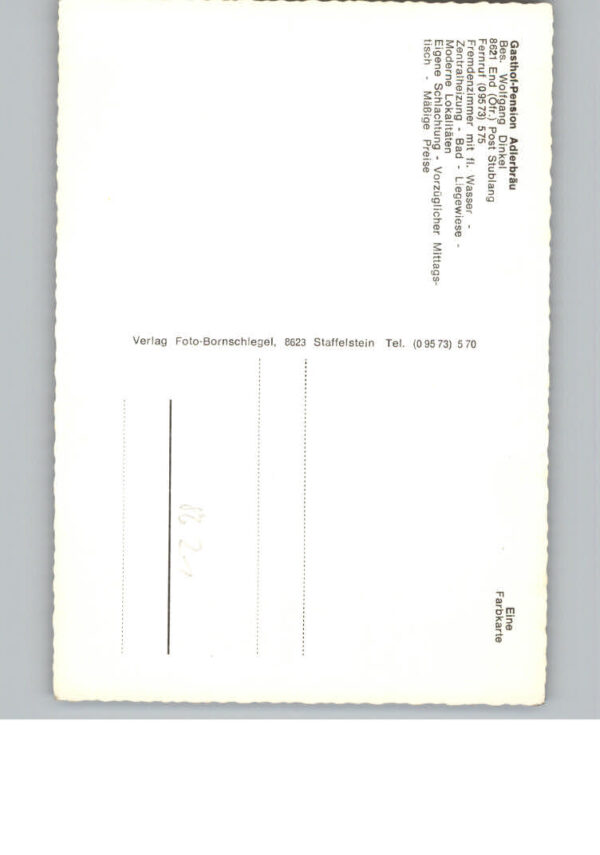 Gasthof-Pension Adlerbräu
Bes. Wolfgang Dinkel
8621 End (Ofr.) Post Stublang
Fernruf (09573) 575
Fremdenzimmer mit fl. Wasser -
Zentralheizung - Bad - Liegewiese -
Moderne Lokalitäten
Eigene Schlachtung - Vorzüglicher Mittags-
tisch - Mäßige Preise
Verlag Foto-Bornschlegel, 8623 Staffelstein Tel. (09573) 570
Eine
Farbkarte